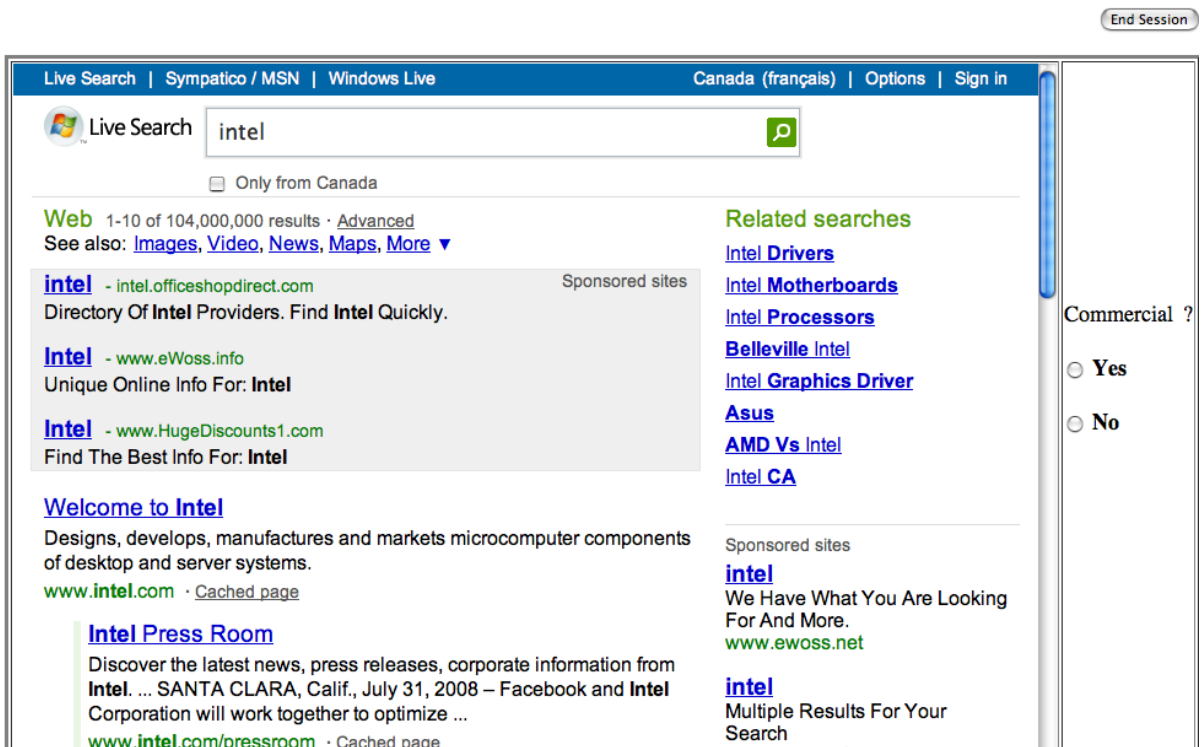 End Session
Live Search | Sympatico / MSN | Windows Live
Canada (français) | Options | Sign in
Live Search
intel
Only from Canada
Web 1-10 of 104,000,000 results · Advanced
See also: Images, Video, News, Maps, More ▼
intel - intel.officeshopdirect.com
Sponsored sites
Directory Of Intel Providers. Find Intel Quickly.
Intel - www.eWoss.info
Unique Online Info For: Intel
Intel - www.HugeDiscounts1.com
Find The Best Info For: Intel
Welcome to Intel
Designs, develops, manufactures and markets microcomputer components
of desktop and server systems.
www.intel.com · Cached page
Intel Press Room
Discover the latest news, press releases, corporate information from
Intel. ... SANTA CLARA, Calif., July 31, 2008 – Facebook and Intel
Corporation will work together to optimize ...
www.intel.com/pressroom · Cached page
Related searches
Intel Drivers
Intel Motherboards
Intel Processors
Belleville Intel
Intel Graphics Driver
Asus
AMD Vs Intel
Intel CA
Sponsored sites
intel
We Have What You Are Looking
For And More.
www.ewoss.net
intel
Multiple Results For Your
Search
Commercial ?
Yes
No